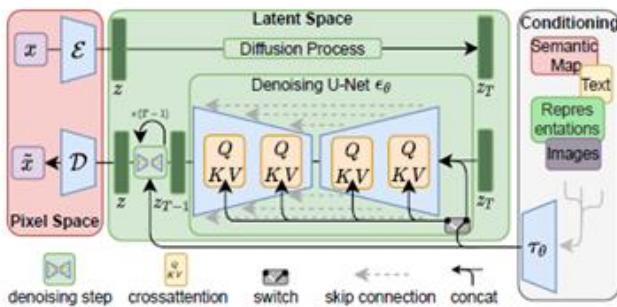 Latent Space
Conditioning
x
ℰ
Diffusion Process
Semantic
Map
Text
Repres
entations
Images
z
z_T
Denoising U-Net ϵ_θ
×(T−1)
x̃
D
z
z_{T−1}
Q
K,V
Q
K,V
Q
K,V
Q
K,V
z_T
Pixel Space
τ_θ
Q
K,V
denoising step
crossattention
switch
skip connection
concat